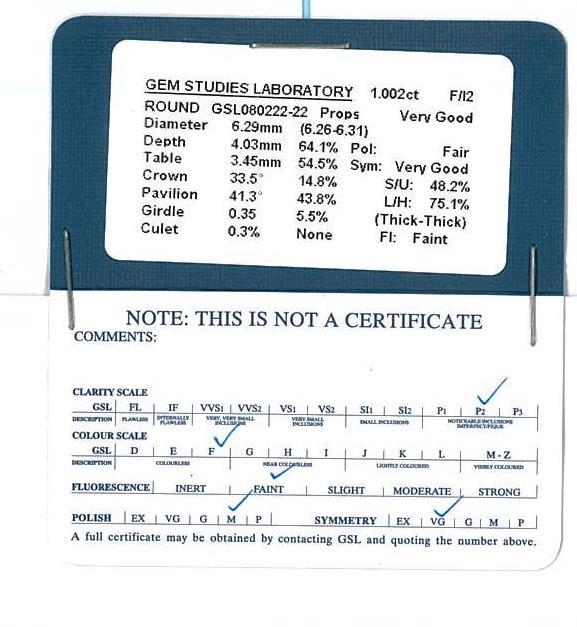 GEM STUDIES LABORATORY 1.002ct F/I2
ROUND GSL080222-22 Props Very Good
Diameter 6.29mm (6.26-6.31)
Depth 4.03mm 64.1% Pol: Fair
Table 3.45mm 54.5% Sym: Very Good
Crown 33.5° 14.8% S/U: 48.2%
Pavilion 41.3° 43.8% L/H: 75.1%
Girdle 0.35 5.5% (Thick-Thick)
Culet 0.3% None Fl: Faint
NOTE: THIS IS NOT A CERTIFICATE
COMMENTS:
CLARITY SCALE
GSL FL IF VVS1 VVS2 VS1 VS2 SI1 SI2 P1 P2 P3
DESCRIPTION FLAWLESS INTERNALLY FLAWLESS VERY, VERY SMALL INCLUSIONS VERY SMALL INCLUSIONS SMALL INCLUSIONS NOTICEABLE INCLUSIONS
COLOUR SCALE
GSL D E F G H I J K L M - Z
DESCRIPTION COLOURLESS NEAR COLOURLESS LIGHTLY COLOURED VISIBLY COLOURED
FLUORESCENCE INERT FAINT SLIGHT MODERATE STRONG
POLISH EX VG G M P SYMMETRY EX VG G M P
A full certificate may be obtained by contacting GSL and quoting the number above.